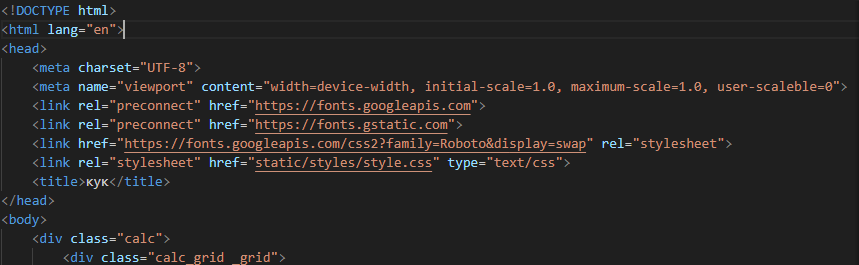 <!DOCTYPE html>
<html lang="en">
<head>
    <meta charset="UTF-8">
    <meta name="viewport" content="width=device-width, initial-scale=1.0, maximum-scale=1.0, user-scaleble=0">
    <link rel="preconnect" href="https://fonts.googleapis.com">
    <link rel="preconnect" href="https://fonts.gstatic.com">
    <link href="https://fonts.googleapis.com/css2?family=Roboto&display=swap" rel="stylesheet">
    <link rel="stylesheet" href="static/styles/style.css" type="text/css">
    <title>кук</title>
</head>
<body>
    <div class="calc">
        <div class="calc_grid _grid">